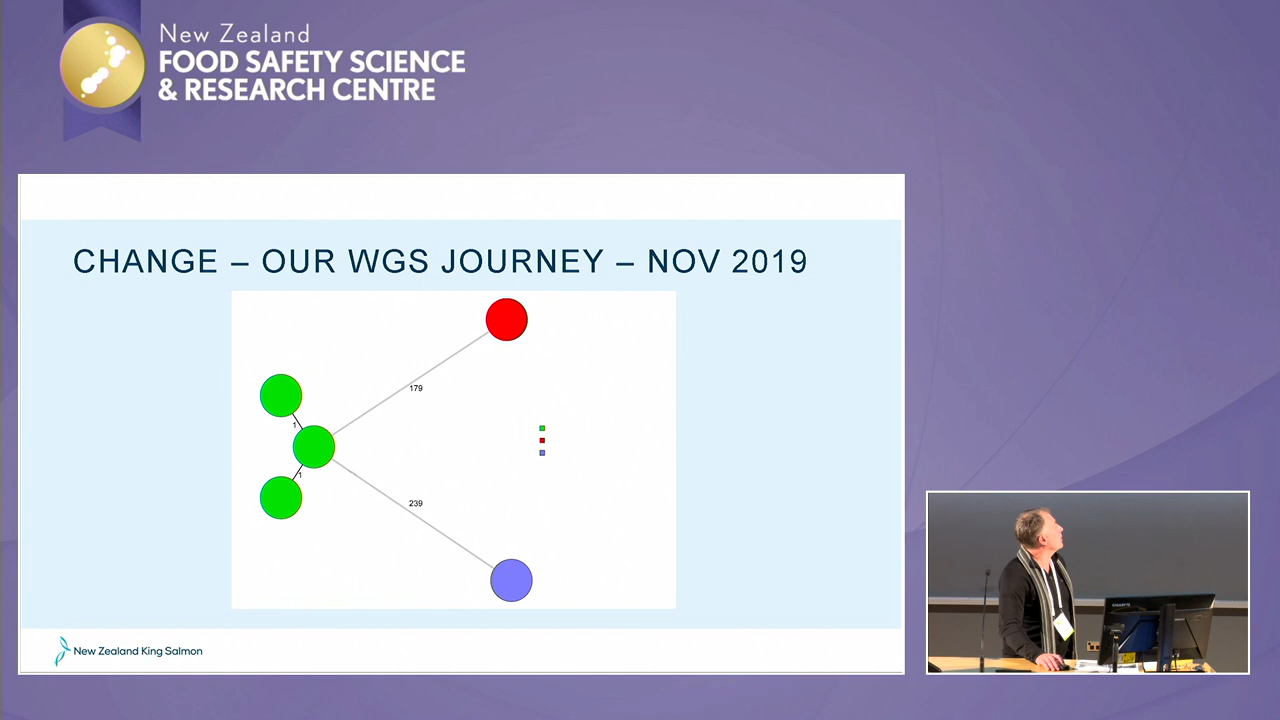 New Zealand
FOOD SAFETY SCIENCE
& RESEARCH CENTRE
CHANGE – OUR WGS JOURNEY – NOV 2019
179
1
1
239
New Zealand King Salmon
GIGABYTE